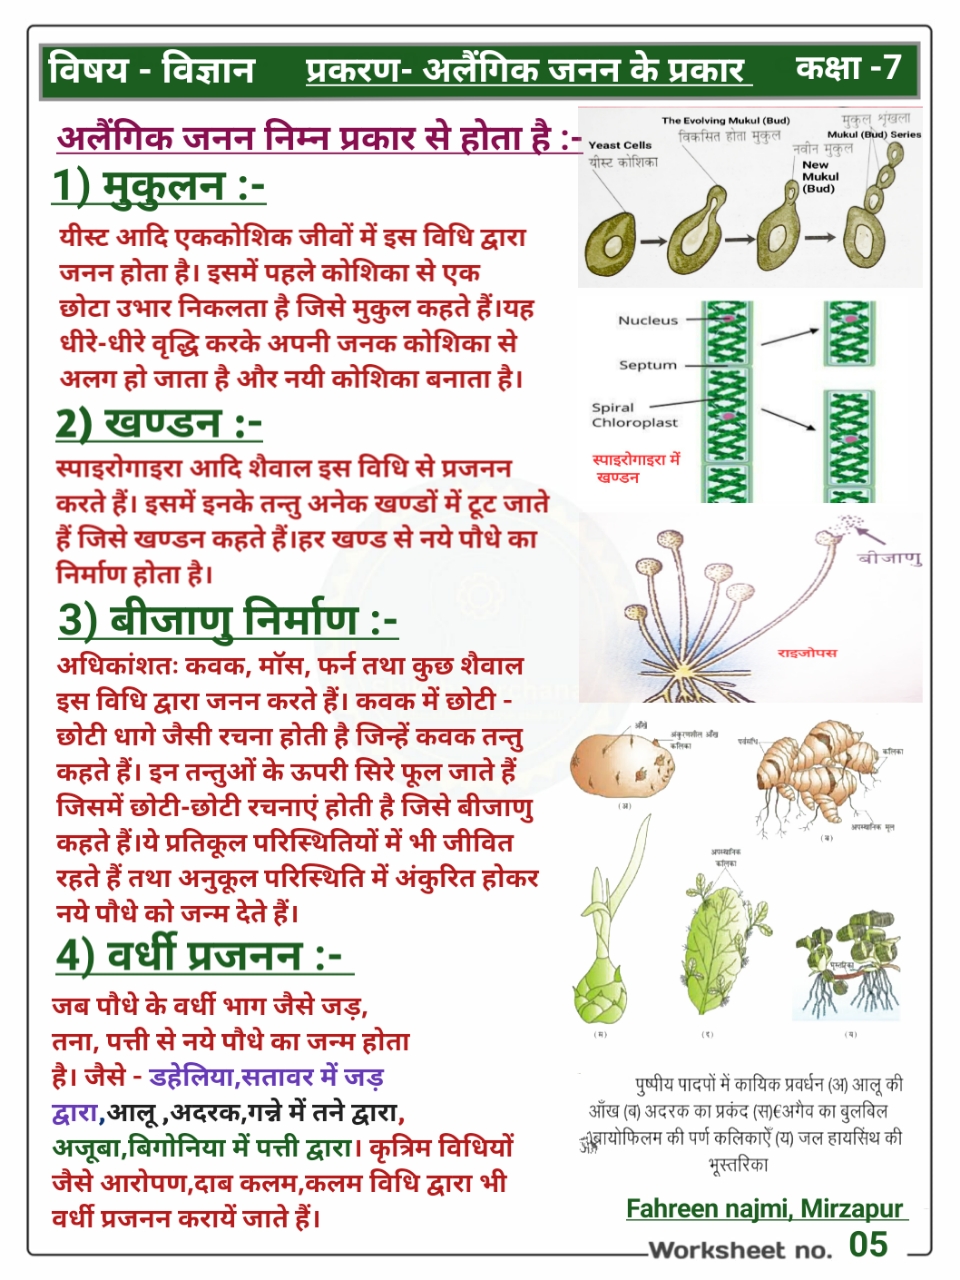 विषय - विज्ञान    प्रकरण- अलैंगिक जनन के प्रकार    कक्षा -7
अलैंगिक जनन निम्न प्रकार से होता है :-
1) मुकुलन :-
यीस्ट आदि एककोशिक जीवों में इस विधि द्वारा
जनन होता है। इसमें पहले कोशिका से एक
छोटा उभार निकलता है जिसे मुकुल कहते हैं।यह
धीरे-धीरे वृद्धि करके अपनी जनक कोशिका से
अलग हो जाता है और नयी कोशिका बनाता है।
Yeast Cells
यीस्ट कोशिका
The Evolving Mukul (Bud)
विकसित होता मुकुल
नवीन मुकुल
New
Mukul
(Bud)
मुकुल शृंखला
Mukul (Bud) Series
2) खण्डन :-
स्पाइरोगाइरा आदि शैवाल इस विधि से प्रजनन
करते हैं। इसमें इनके तन्तु अनेक खण्डों में टूट जाते
हैं जिसे खण्डन कहते हैं।हर खण्ड से नये पौधे का
निर्माण होता है।
Nucleus
Septum
Spiral
Chloroplast
स्पाइरोगाइरा में
खण्डन
3) बीजाणु निर्माण :-
अधिकांशतः कवक, मॉस, फर्न तथा कुछ शैवाल
इस विधि द्वारा जनन करते हैं। कवक में छोटी -
छोटी धागे जैसी रचना होती है जिन्हें कवक तन्तु
कहते हैं। इन तन्तुओं के ऊपरी सिरे फूल जाते हैं
जिसमें छोटी-छोटी रचनाएं होती है जिसे बीजाणु
कहते हैं।ये प्रतिकूल परिस्थितियों में भी जीवित
रहते हैं तथा अनुकूल परिस्थिति में अंकुरित होकर
नये पौधे को जन्म देते हैं।
बीजाणु
राइजोपस
4) वर्धी प्रजनन :-
जब पौधे के वर्धी भाग जैसे जड़,
तना, पत्ती से नये पौधे का जन्म होता
है। जैसे - डहेलिया,सतावर में जड़
द्वारा,आलू ,अदरक,गन्ने में तने द्वारा,
अजूबा,बिगोनिया में पत्ती द्वारा। कृत्रिम विधियों
जैसे आरोपण,दाब कलम,कलम विधि द्वारा भी
वर्धी प्रजनन करायें जाते हैं।
आँखें
अंकुरणशील आँख
कलिका
(अ)
पर्वसन्धि
कलिका
अपस्थानिक मूल
(ब)
अपस्थानिक
कलिका
भूस्तरिका
(स)
(द)
(य)
पुष्पीय पादपों में कायिक प्रवर्धन (अ) आलू की
आँख (ब) अदरक का प्रकंद (स) अगैव का बुलबिल
ब्रायोफिलम की पर्ण कलिकाएँ (य) जल हायसिंथ की
भूस्तरिका
Fahreen najmi, Mirzapur
Worksheet no. 05